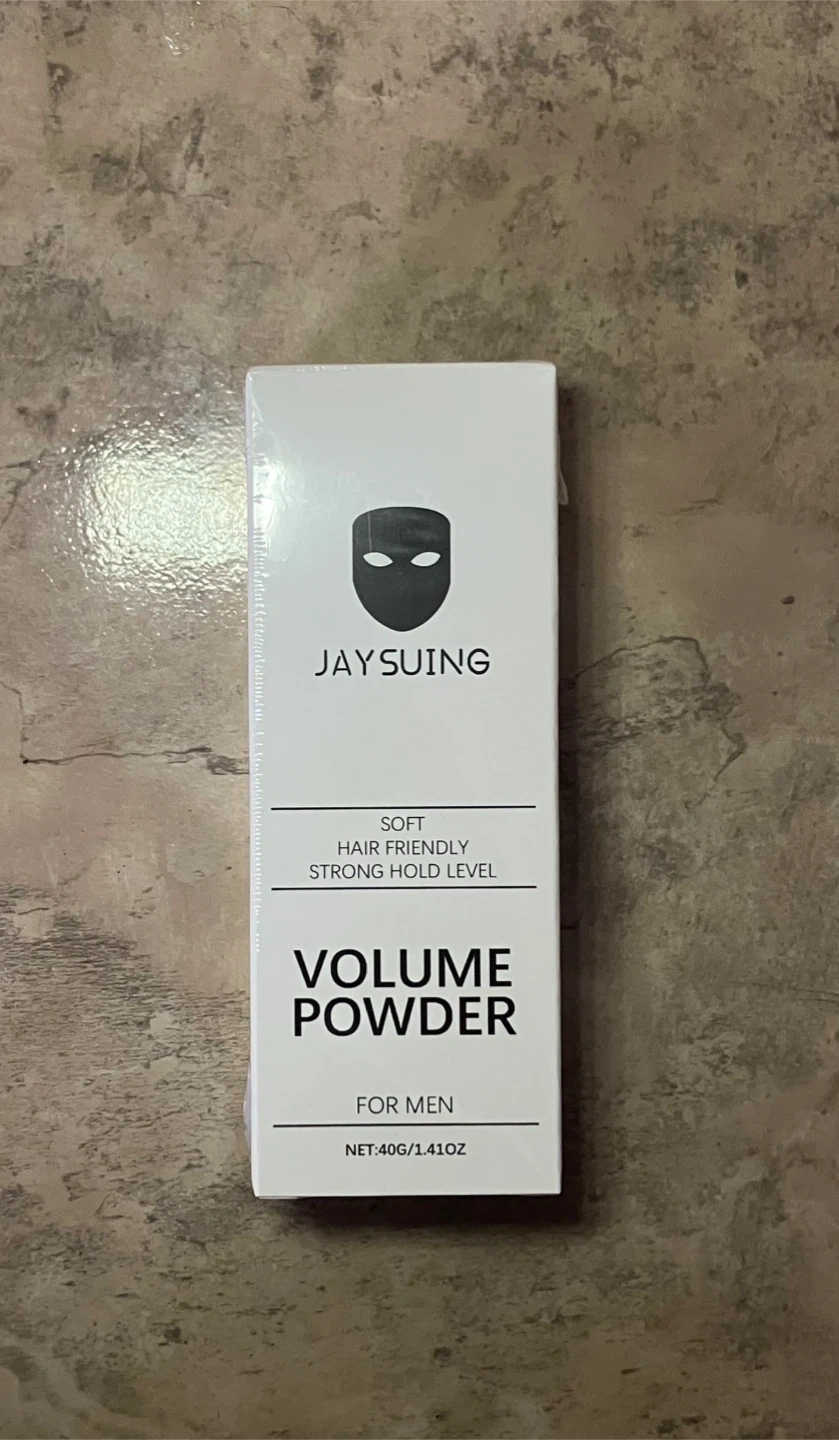 JAYSUING
SOFT
HAIR FRIENDLY
STRONG HOLD LEVEL
VOLUME
POWDER
FOR MEN
NET:40G/1.41OZ